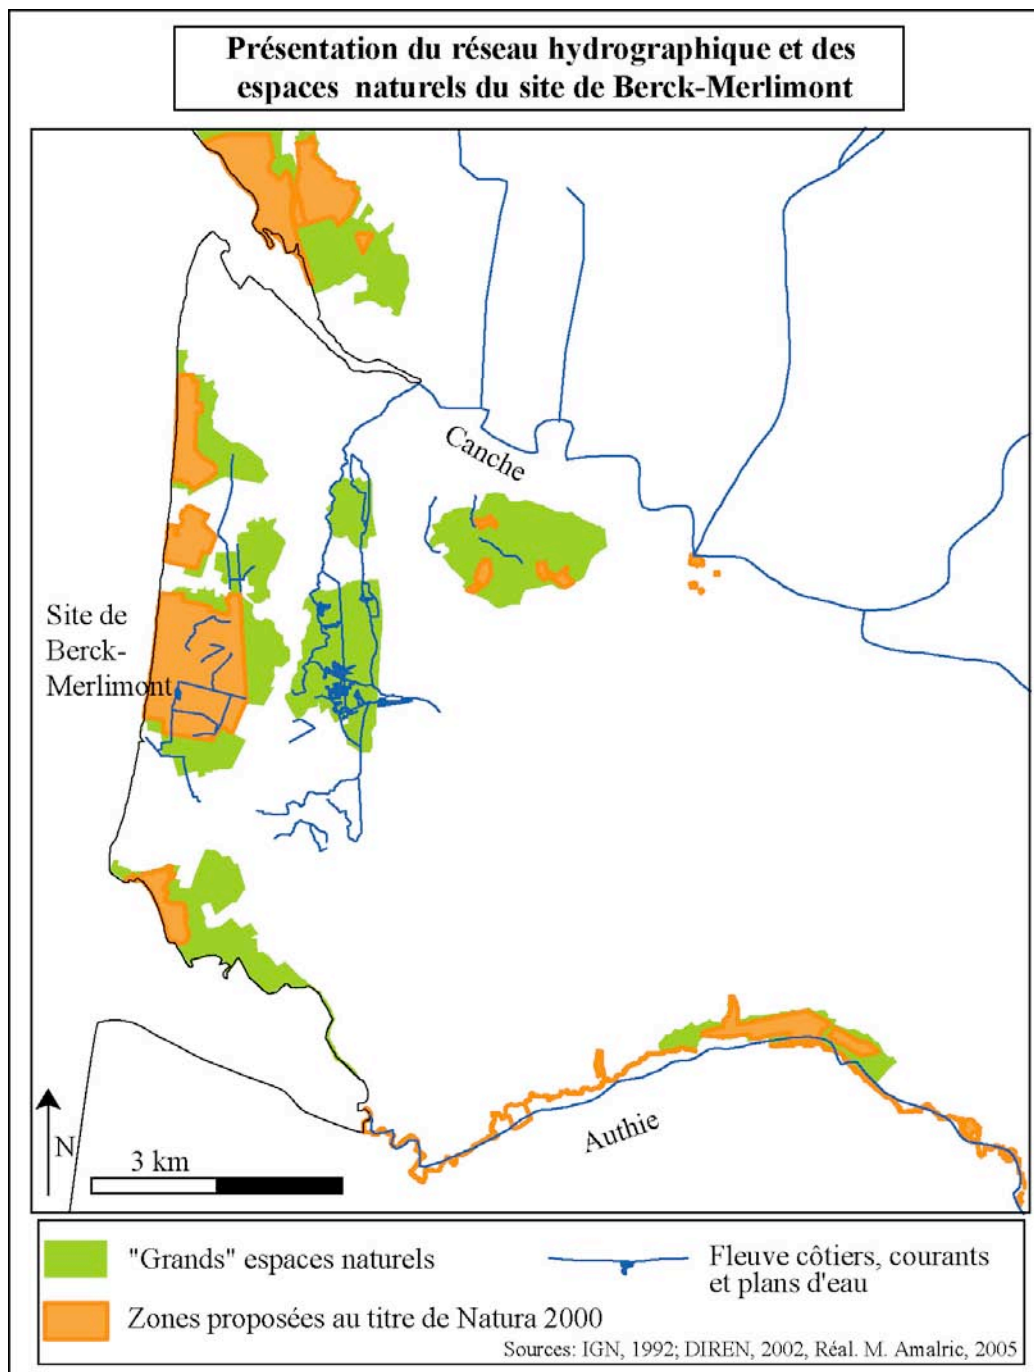 Présentation du réseau hydrographique et des
espaces naturels du site de Berck-Merlimont
Canche
Site de
Berck-
Merlimont
Authie
N
3 km
"Grands" espaces naturels
Zones proposées au titre de Natura 2000
Fleuve côtiers, courants
et plans d'eau
Sources: IGN, 1992; DIREN, 2002, Réal. M. Amalric, 2005